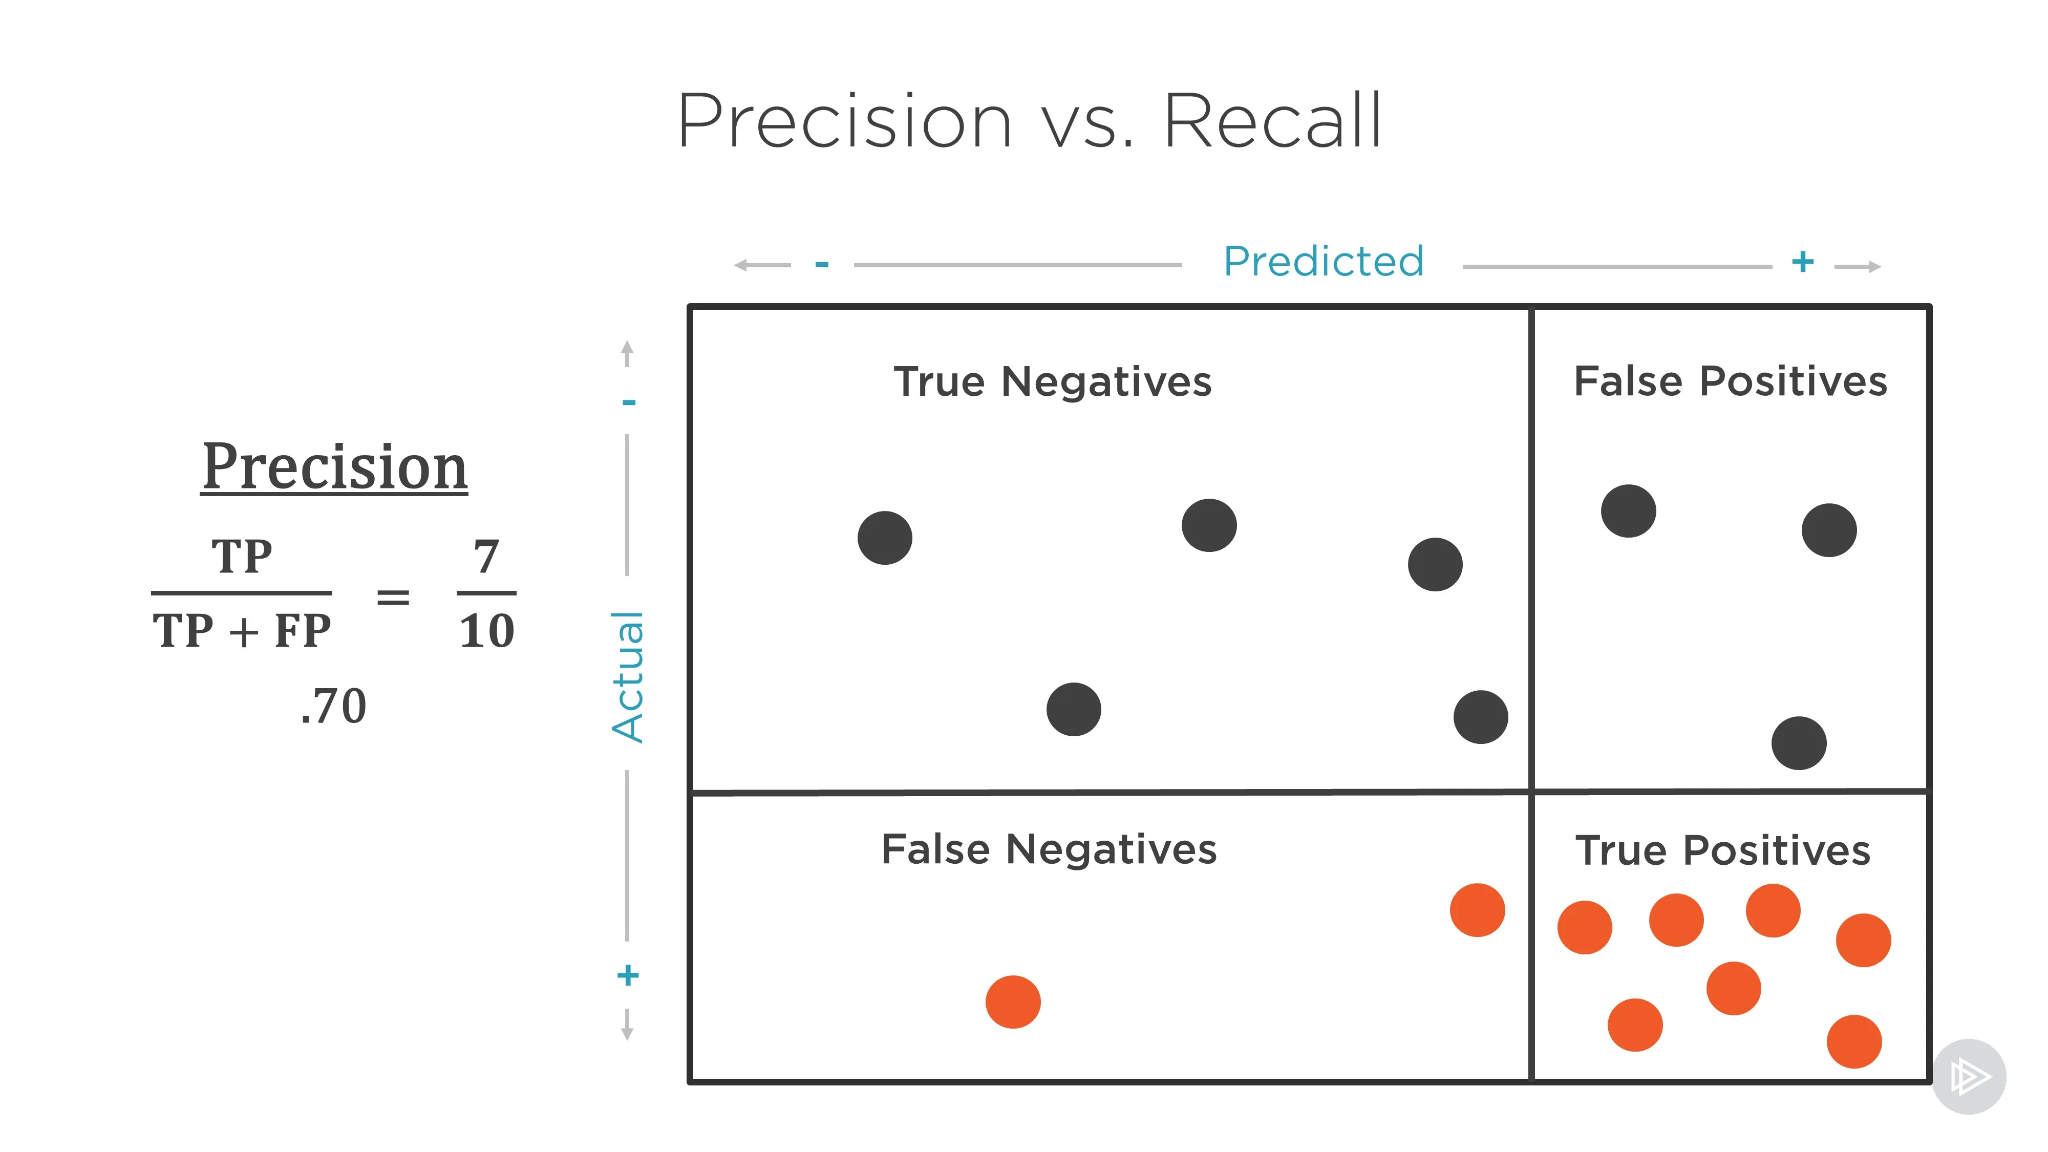 Precision vs. Recall
- Predicted +
- Actual +
Precision
TP / TP + FP = 7 / 10
.70
True Negatives
False Positives
False Negatives
True Positives